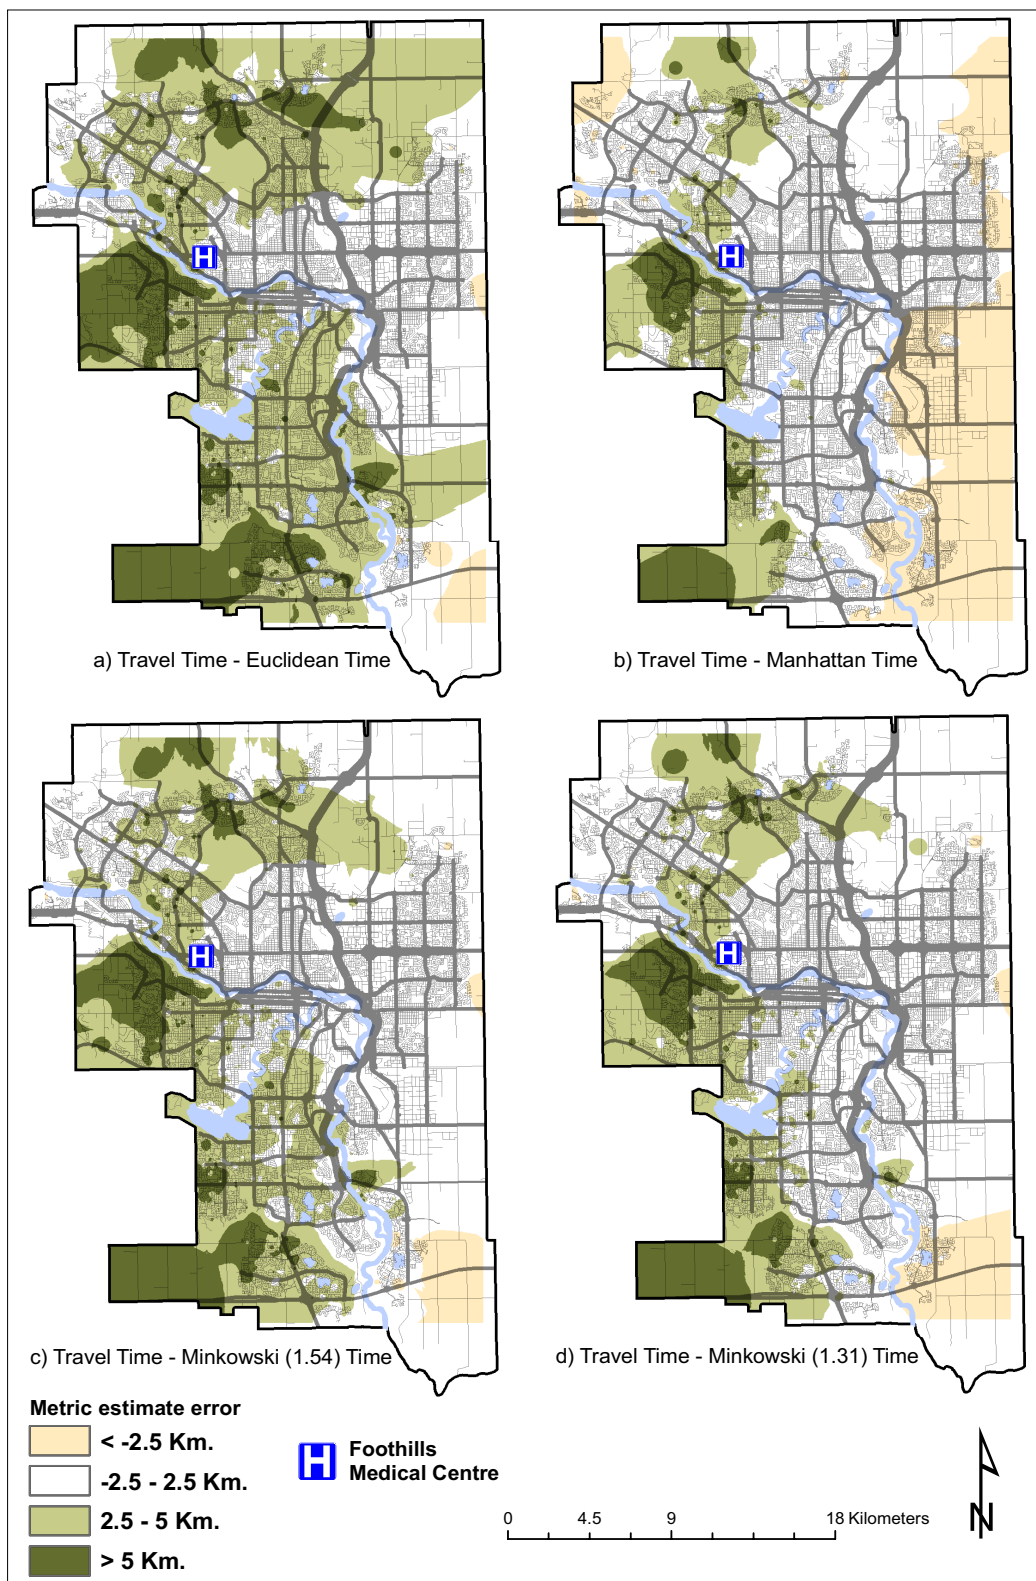 H
H
a) Travel Time - Euclidean Time
b) Travel Time - Manhattan Time
H
H
c) Travel Time - Minkowski (1.54) Time
d) Travel Time - Minkowski (1.31) Time
Metric estimate error
< -2.5 Km.
-2.5 - 2.5 Km.
2.5 - 5 Km.
> 5 Km.
H
Foothills
Medical Centre
0 4.5 9 18 Kilometers
N